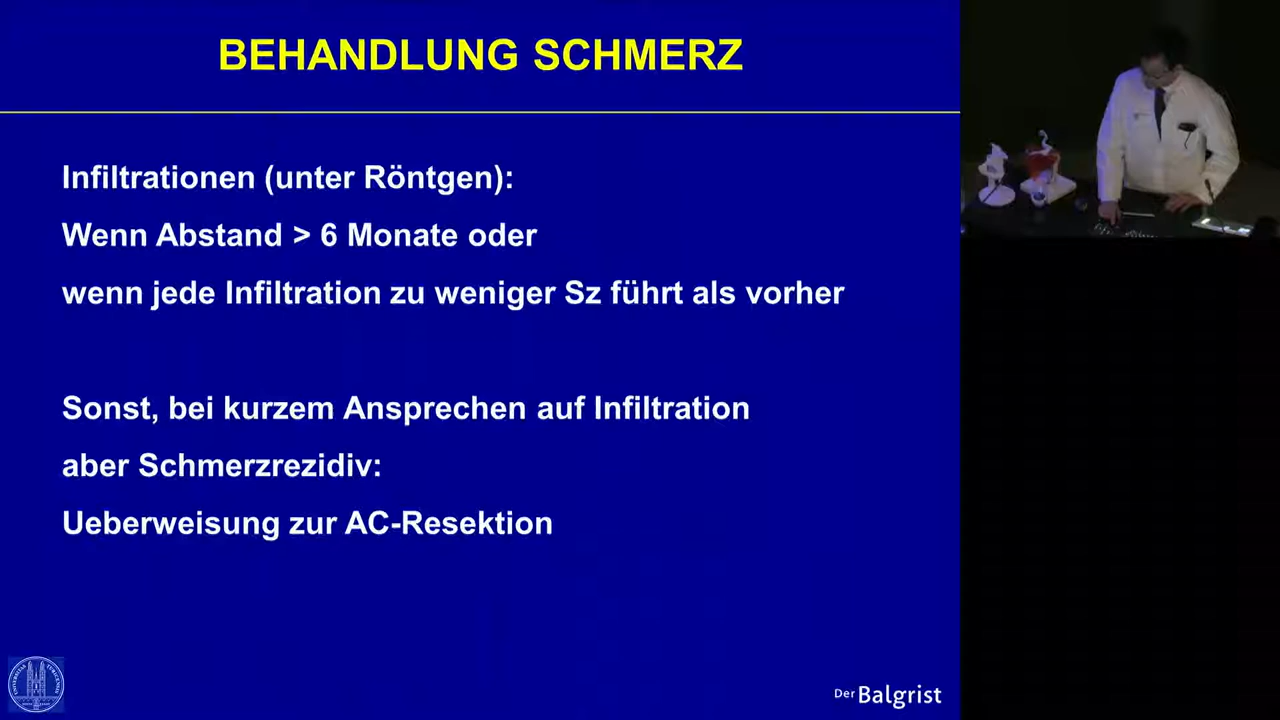 BEHANDLUNG SCHMERZ
Infiltrationen (unter Röntgen):
Wenn Abstand > 6 Monate oder
wenn jede Infiltration zu weniger Sz führt als vorher
Sonst, bei kurzem Ansprechen auf Infiltration
aber Schmerzrezidiv:
Ueberweisung zur AC-Resektion
Der Balgrist